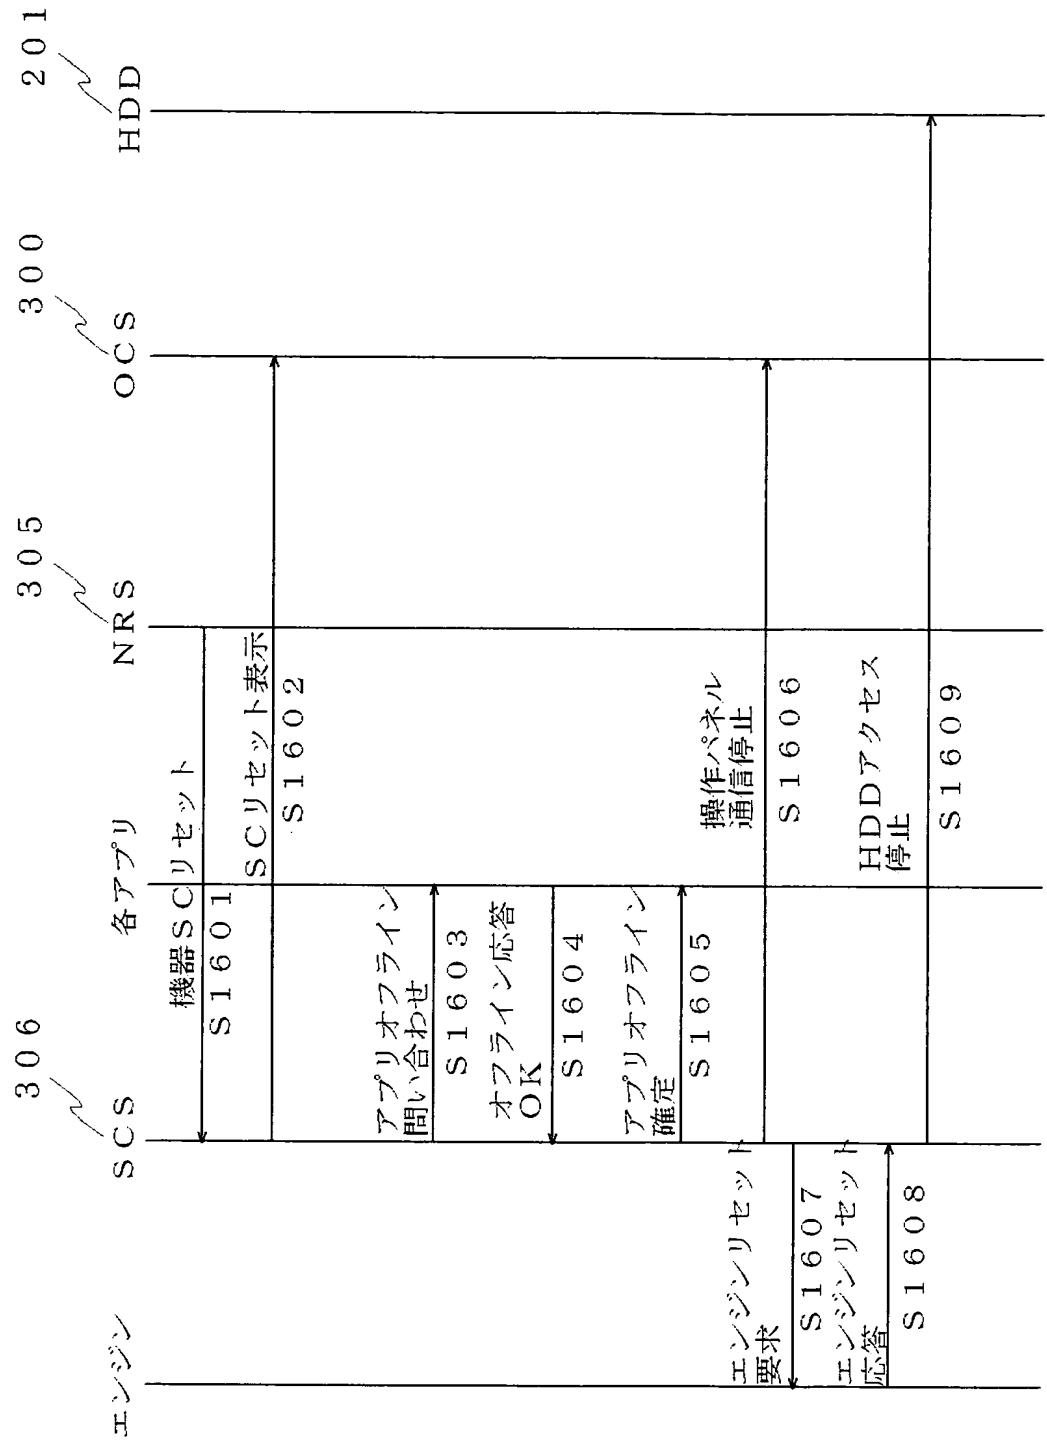 エンジン
SCS
306
各アプリ
NRS
305
OCS
300
HDD
201
機器SCリセット
S1601
SCリセット表示
S1602
アプリオフライン
問い合わせ
S1603
オフライン応答
OK
S1604
アプリオフライン
確定
S1605
操作パネル
通信停止
S1606
エンジンリセット
要求
S1607
エンジンリセット
応答
S1608
HDDアクセス
停止
S1609